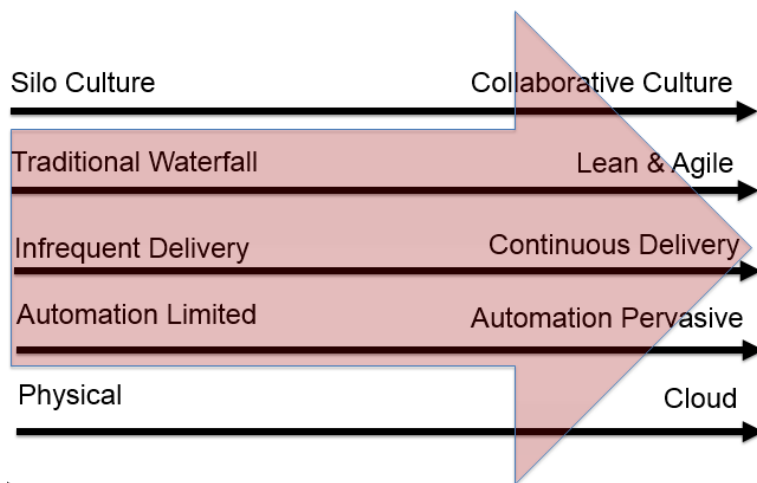 Silo Culture Collaborative Culture
Traditional Waterfall Lean & Agile
Infrequent Delivery Continuous Delivery
Automation Limited Automation Pervasive
Physical Cloud